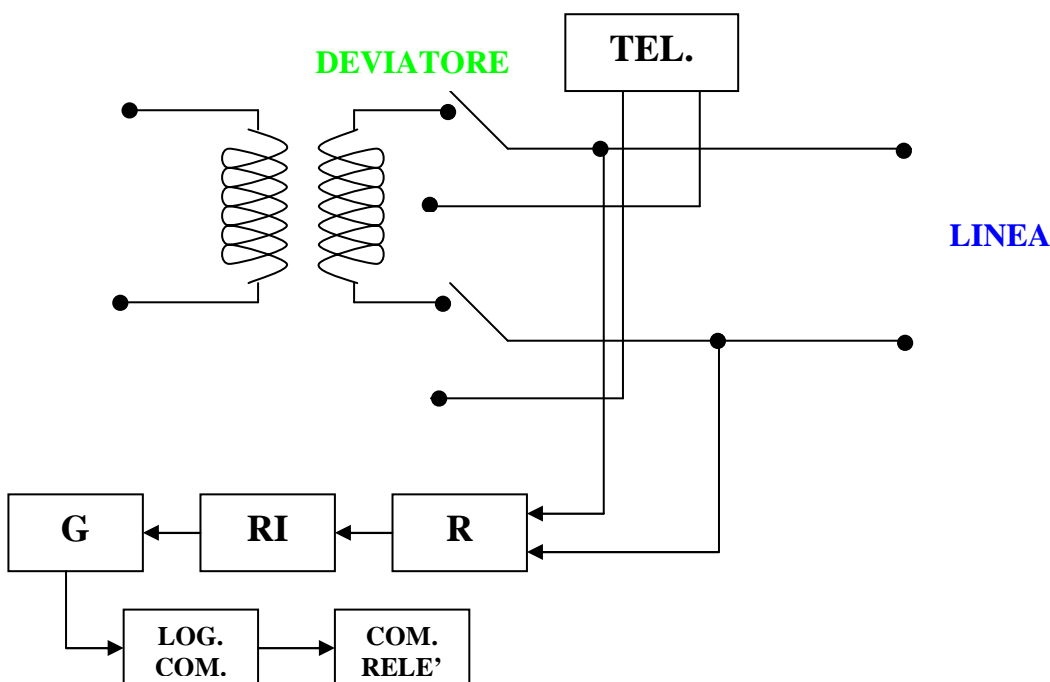 TEL.
DEVIATORE
LINEA
G
RI
R
LOG.
COM.
COM.
RELE’